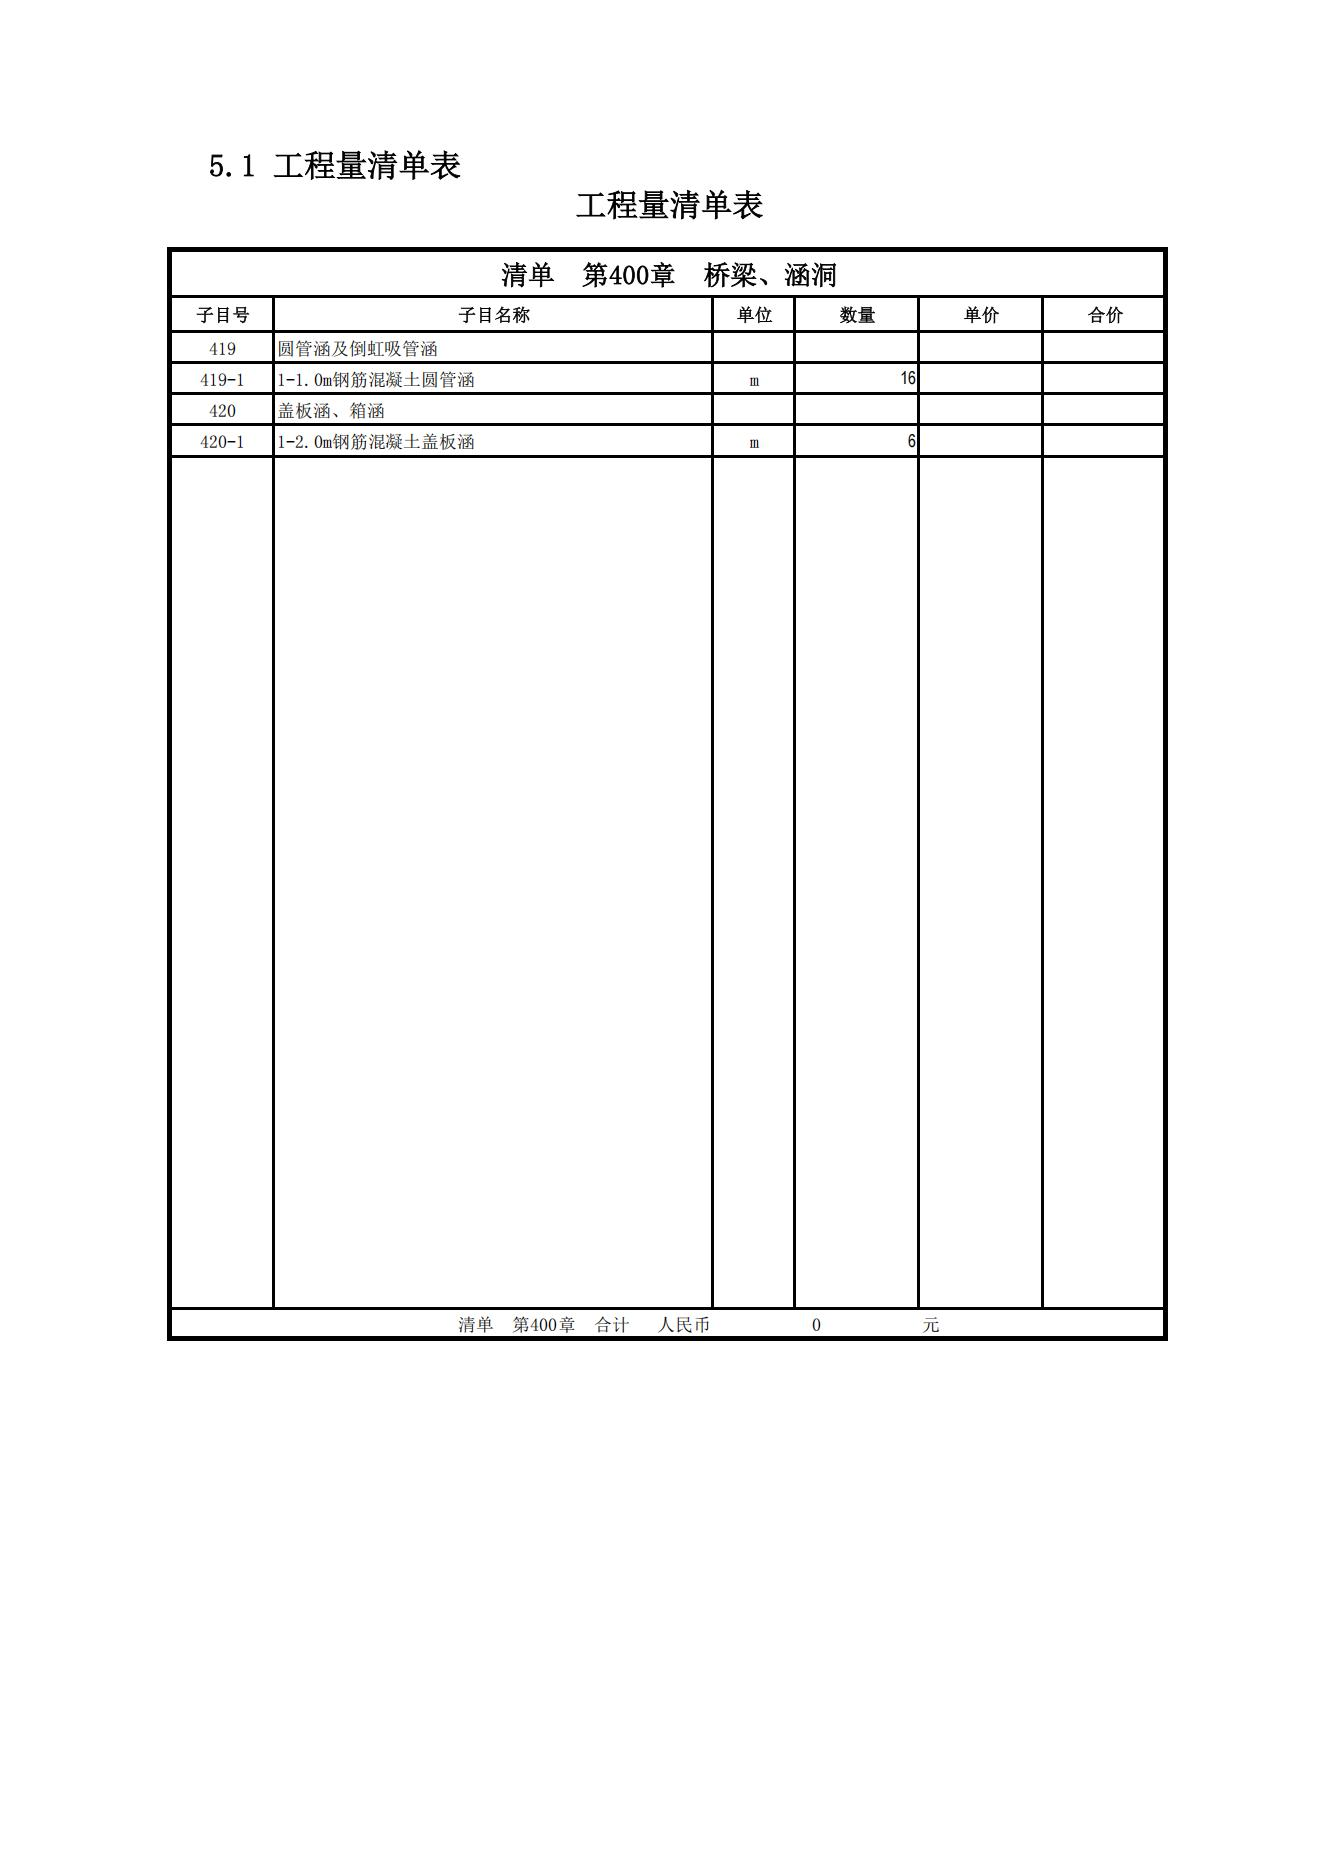 5.1 工程量清单表
工程量清单表
清单 第400章 桥梁、涵洞
子目号 子目名称 单位 数量 单价 合价
419 圆管涵及倒虹吸管涵
419-1 1-1.0m钢筋混凝土圆管涵 m 16
420 盖板涵、箱涵
420-1 1-2.0m钢筋混凝土盖板涵 m 6
清单 第400章 合计 人民币 0 元